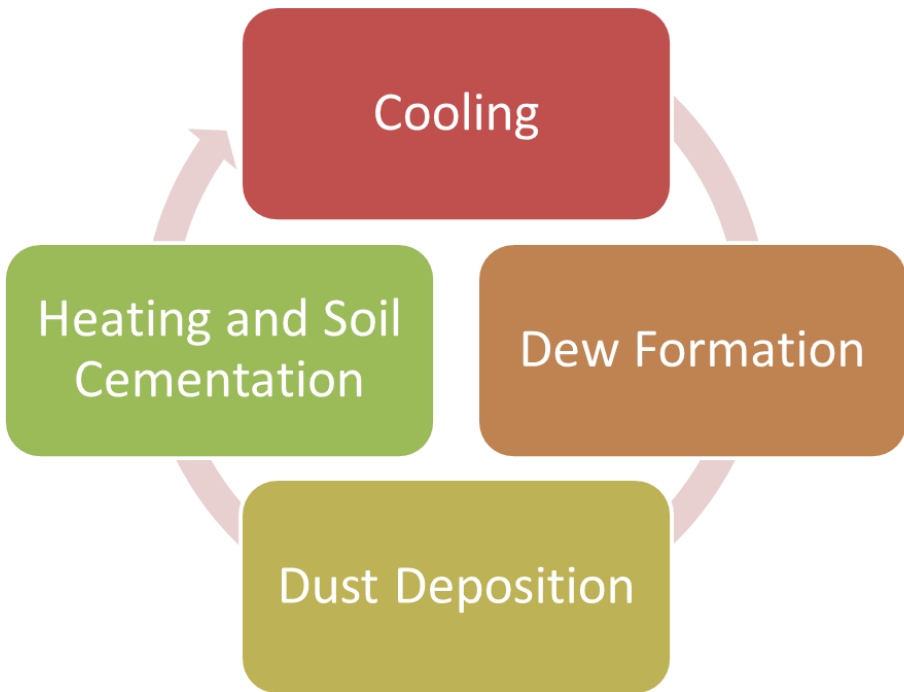 Cooling
Dew Formation
Dust Deposition
Heating and Soil
Cementation